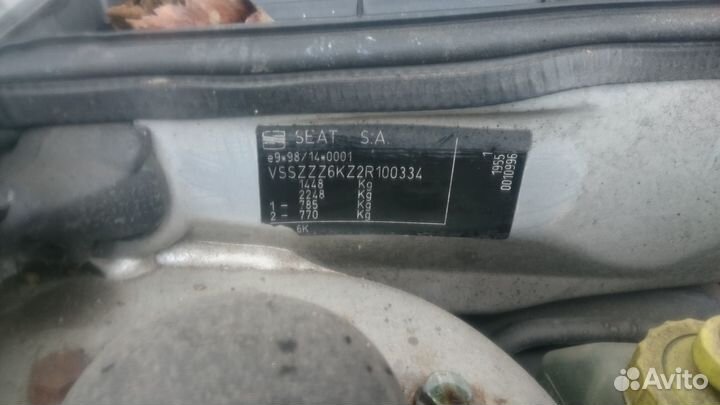 SEAT S.A.
e9*98/14*0001
VSSZZZ6KZ2R100334
1448 Kg
2248 Kg
1 – 785 Kg
2 – 770 Kg
6K
1955 1
0010996
Avito